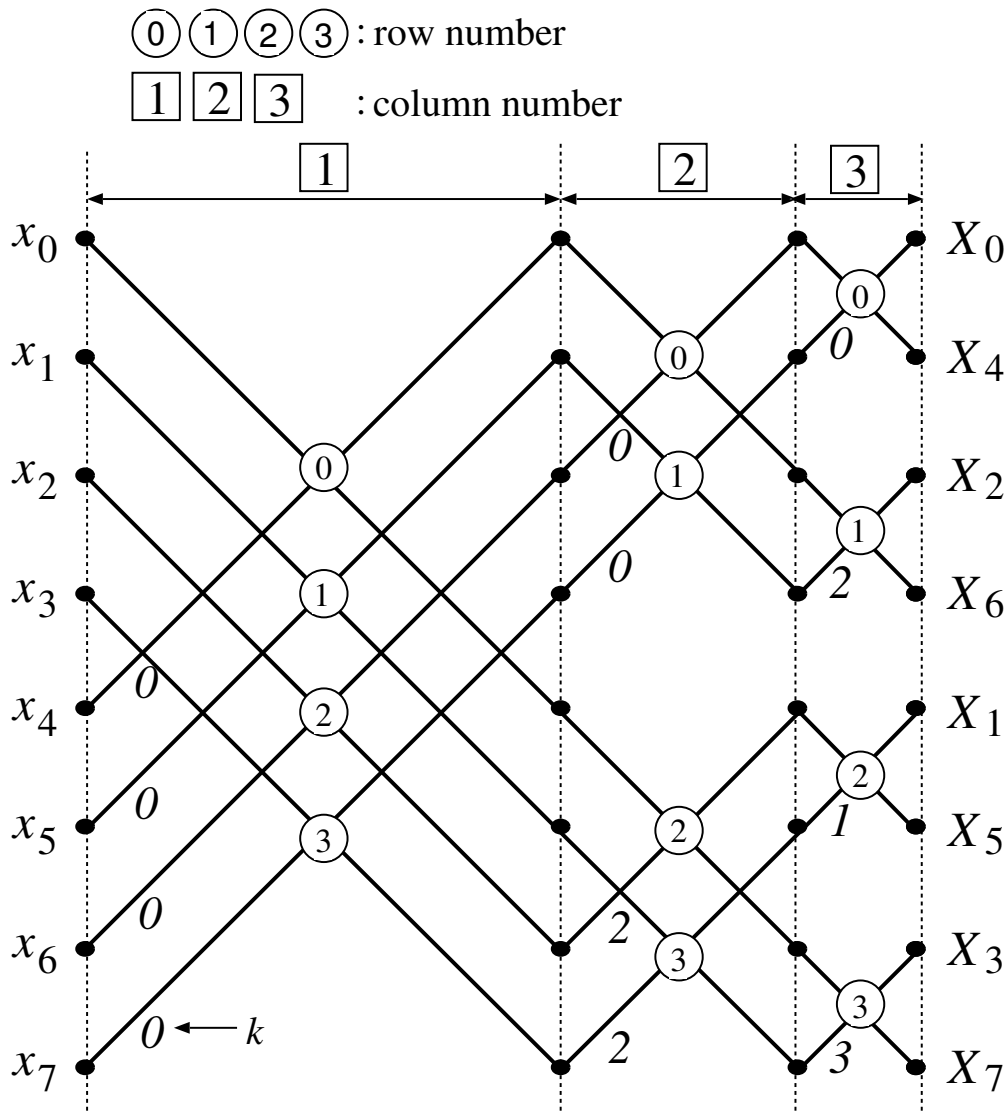 0 1 2 3 : row number
1 2 3 : column number
1 2 3
x0 X0
0
0 0
x1 X4
0
0 1
x2 X2
1
0 2
x3 1 X6
0
x4 2 X1
2
0 1
x5 3 2 X5
0 2
x6 3 X3
3
0 k 2 3
x7 X7